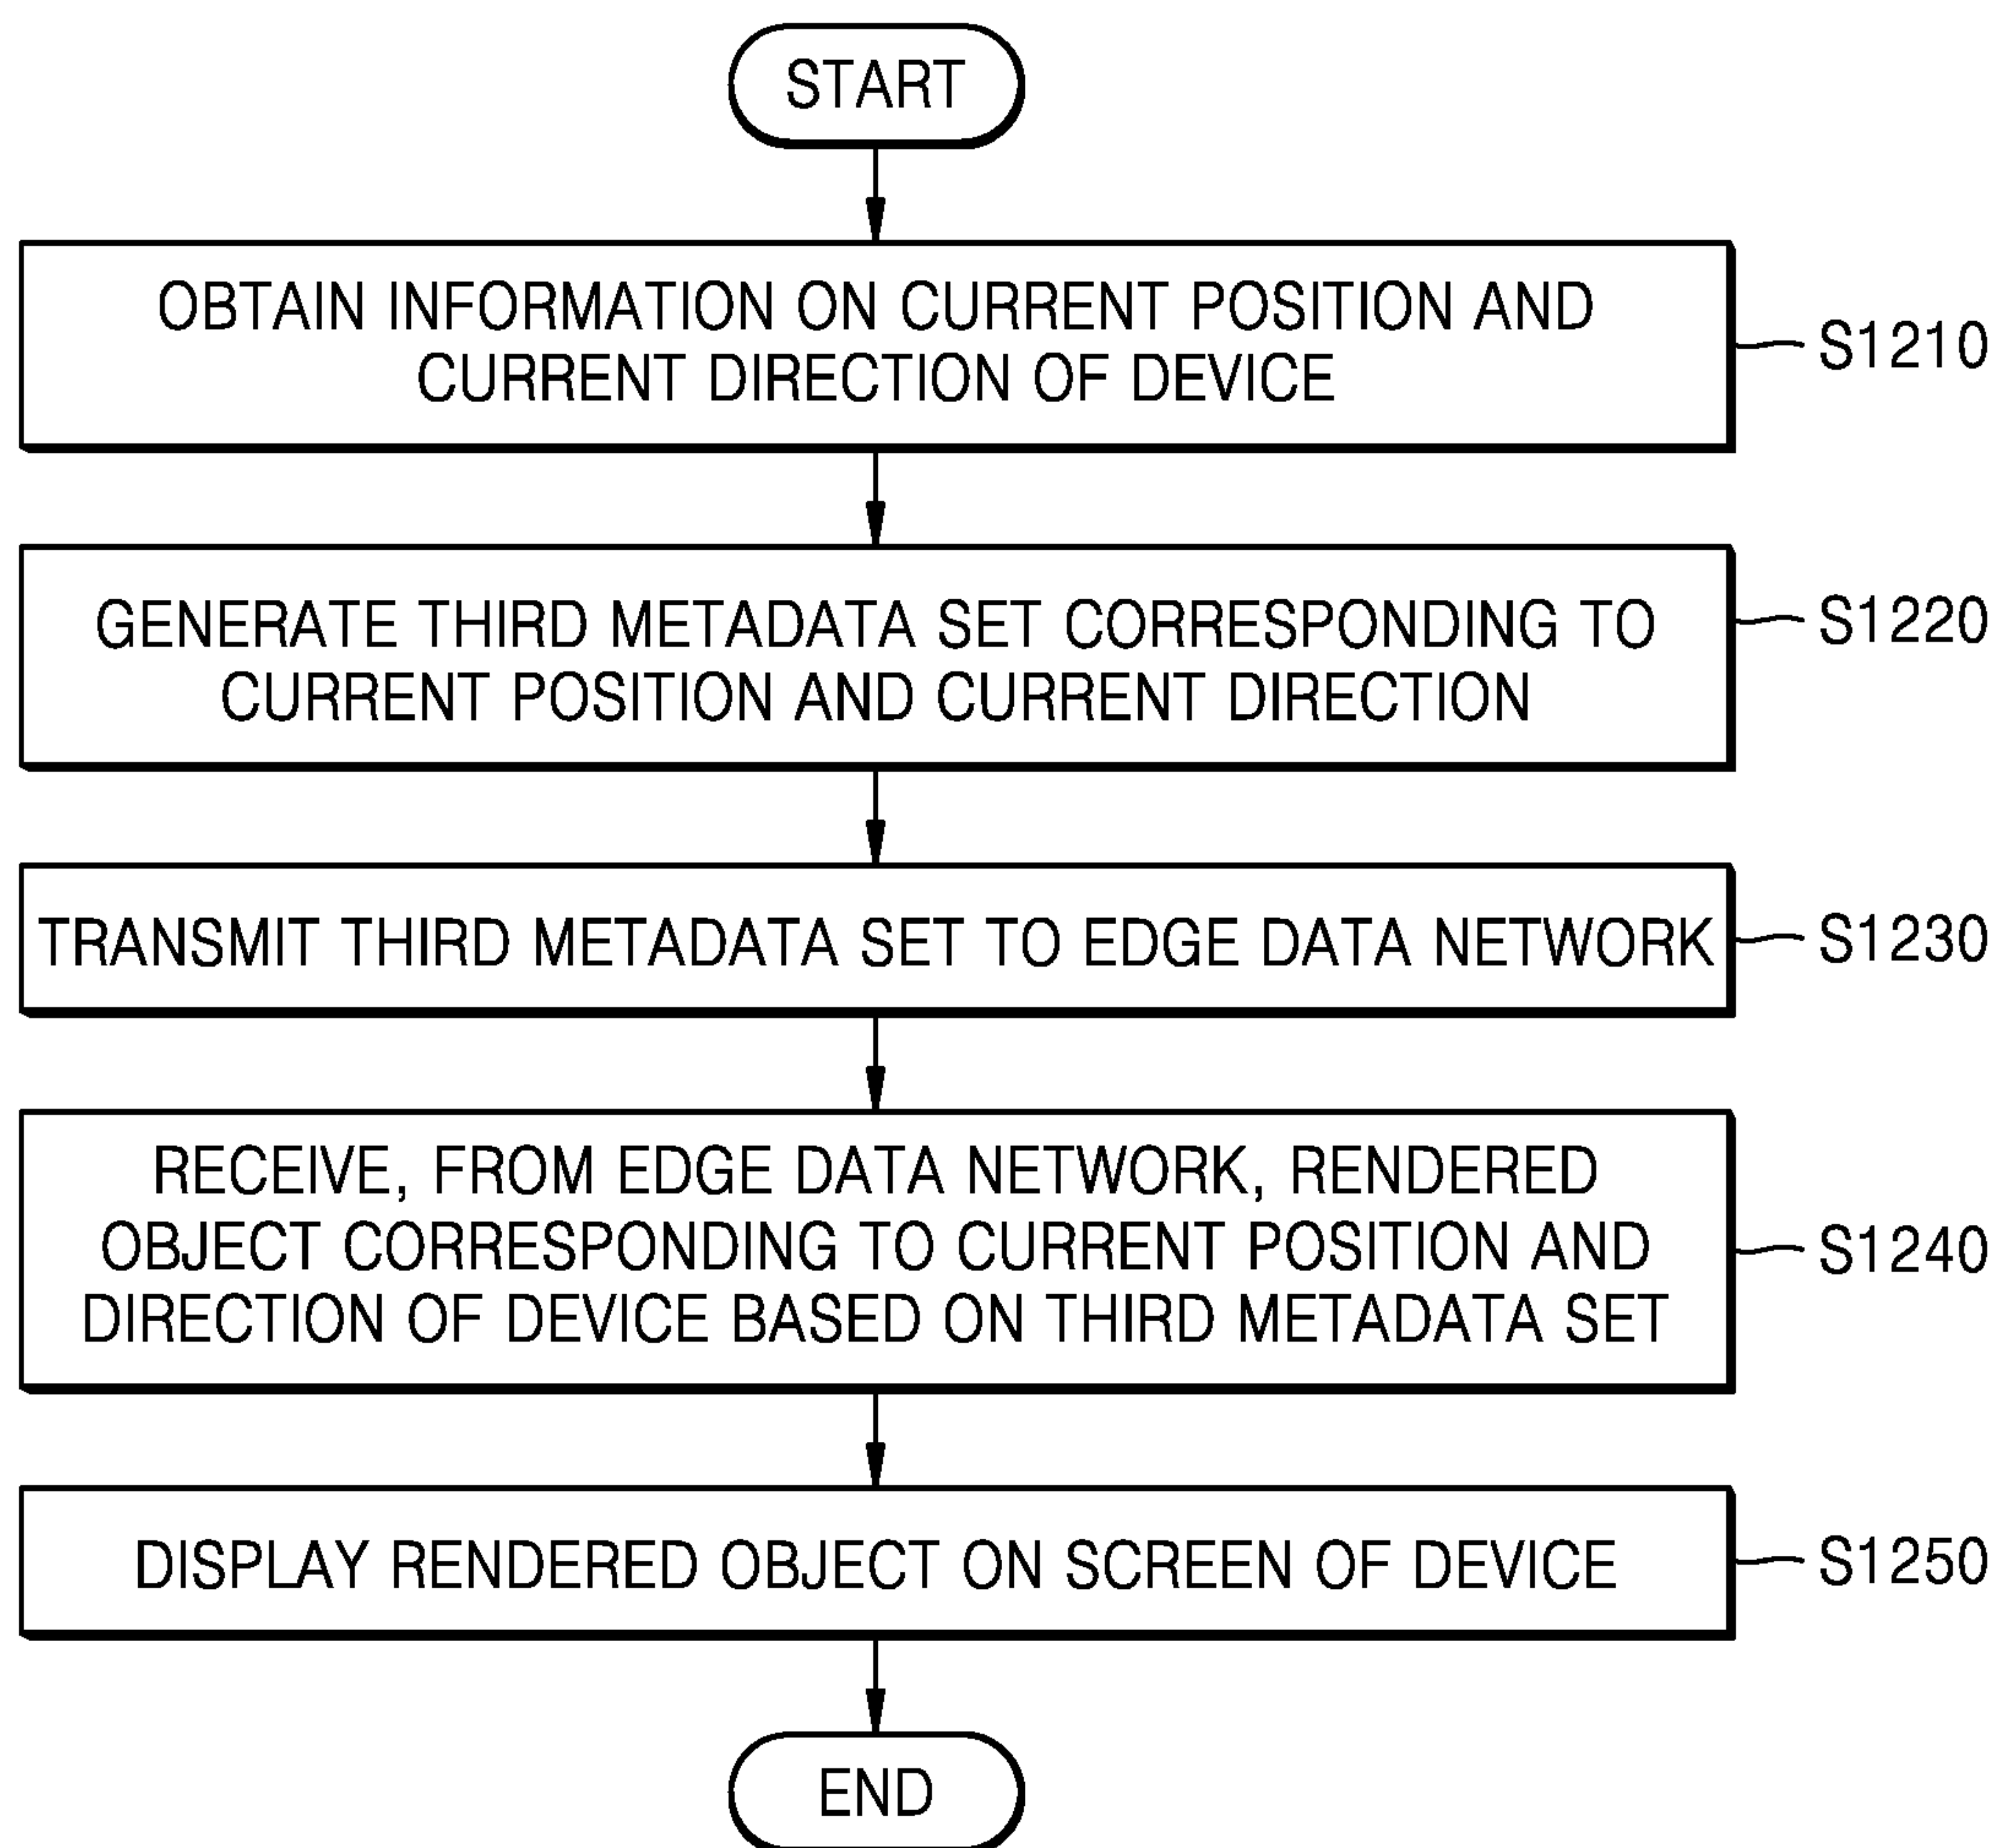 START
OBTAIN INFORMATION ON CURRENT POSITION AND
CURRENT DIRECTION OF DEVICE
S1210
GENERATE THIRD METADATA SET CORRESPONDING TO
CURRENT POSITION AND CURRENT DIRECTION
S1220
TRANSMIT THIRD METADATA SET TO EDGE DATA NETWORK
S1230
RECEIVE, FROM EDGE DATA NETWORK, RENDERED
OBJECT CORRESPONDING TO CURRENT POSITION AND
DIRECTION OF DEVICE BASED ON THIRD METADATA SET
S1240
DISPLAY RENDERED OBJECT ON SCREEN OF DEVICE
S1250
END